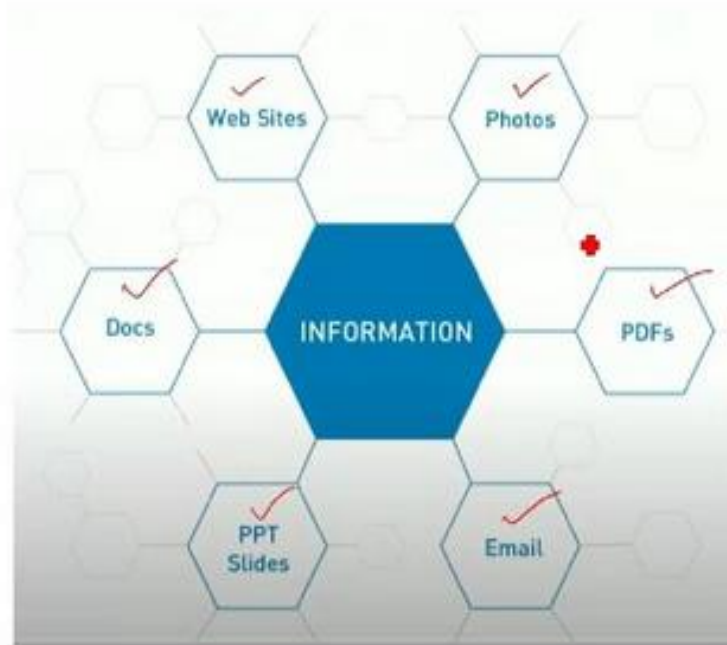 Web Sites
Photos
Docs
INFORMATION
PDFs
PPT
Slides
Email